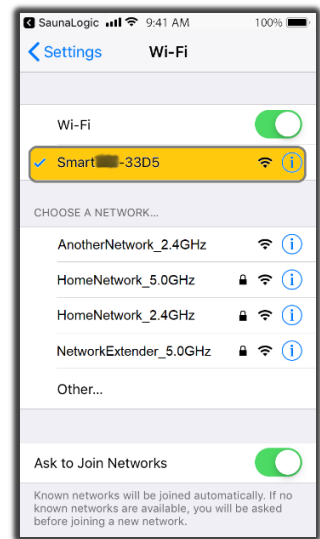 SaunaLogic 9:41 AM 100%
Settings Wi-Fi
Wi-Fi
Smart -33D5
CHOOSE A NETWORK...
AnotherNetwork_2.4GHz
HomeNetwork_5.0GHz
HomeNetwork_2.4GHz
NetworkExtender_5.0GHz
Other...
Ask to Join Networks
Known networks will be joined automatically. If no
known networks are available, you will be asked
before joining a new network.